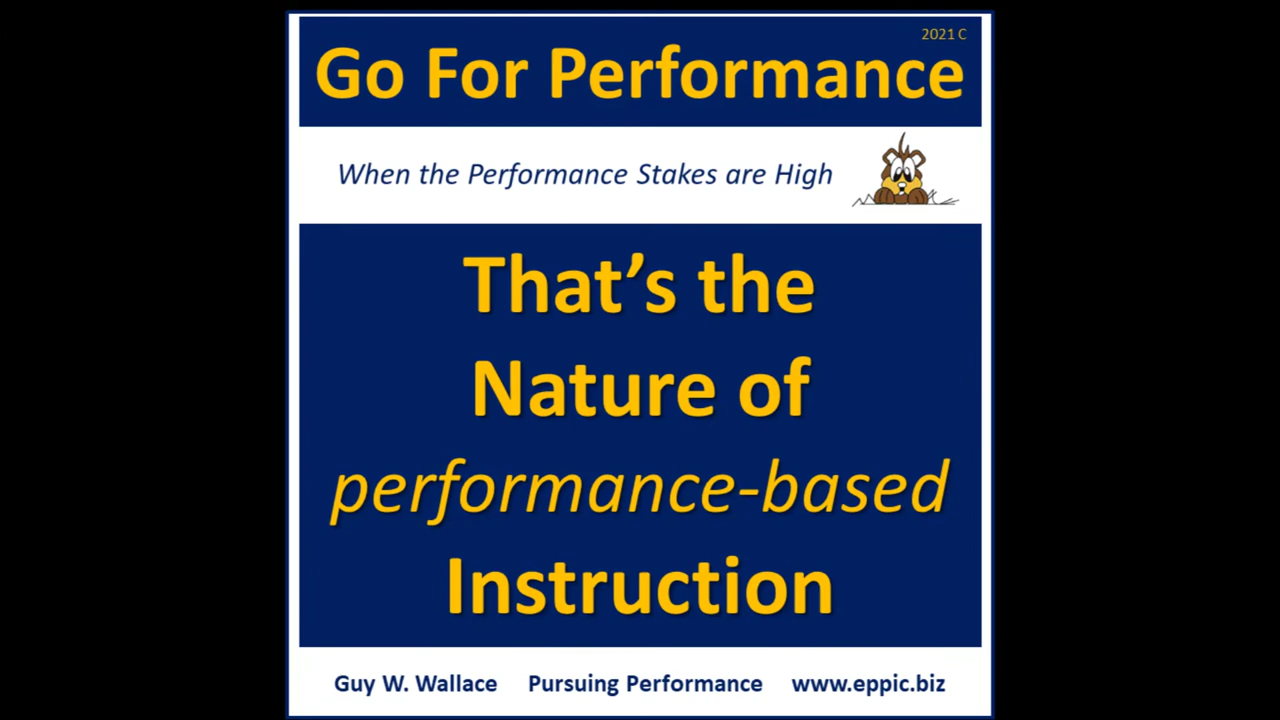 2021 C
Go For Performance
When the Performance Stakes are High
That’s the
Nature of
performance-based
Instruction
Guy W. Wallace Pursuing Performance www.eppic.biz